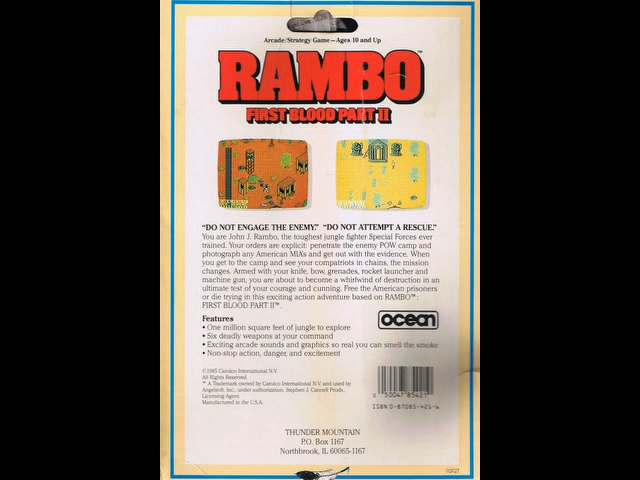 Arcade/Strategy Game – Ages 10 and Up
RAMBO™
FIRST BLOOD PART II
"DO NOT ENGAGE THE ENEMY." "DO NOT ATTEMPT A RESCUE."
You are John J. Rambo, the toughest jungle fighter Special Forces ever
trained. Your orders are explicit: penetrate the enemy POW camp and
photograph any American MIA's and get out with the evidence. When
you get to the camp and see your compatriots in chains, the mission
changes. Armed with your knife, bow, grenades, rocket launcher and
machine gun, you are about to become a whirlwind of destruction in an
ultimate test of your courage and cunning. Free the American prisoners
or die trying in this exciting action adventure based on RAMBO™:
FIRST BLOOD PART II™.
Features
• One million square feet of jungle to explore
• Six deadly weapons at your command
• Exciting arcade sounds and graphics so real you can smell the smoke
• Non-stop action, danger, and excitement
ocean
© 1985 Carolco International N.V.
All Rights Reserved.
™ A Trademark owned by Carolco International N.V. and used by
Angelsoft, Inc., under authorization. Stephen J. Cannell Prods.,
Licensing Agent.
Manufactured in the U.S.A.
ISBN 0-87085-421-6
THUNDER MOUNTAIN
P.O. Box 1167
Northbrook, IL 60065-1167